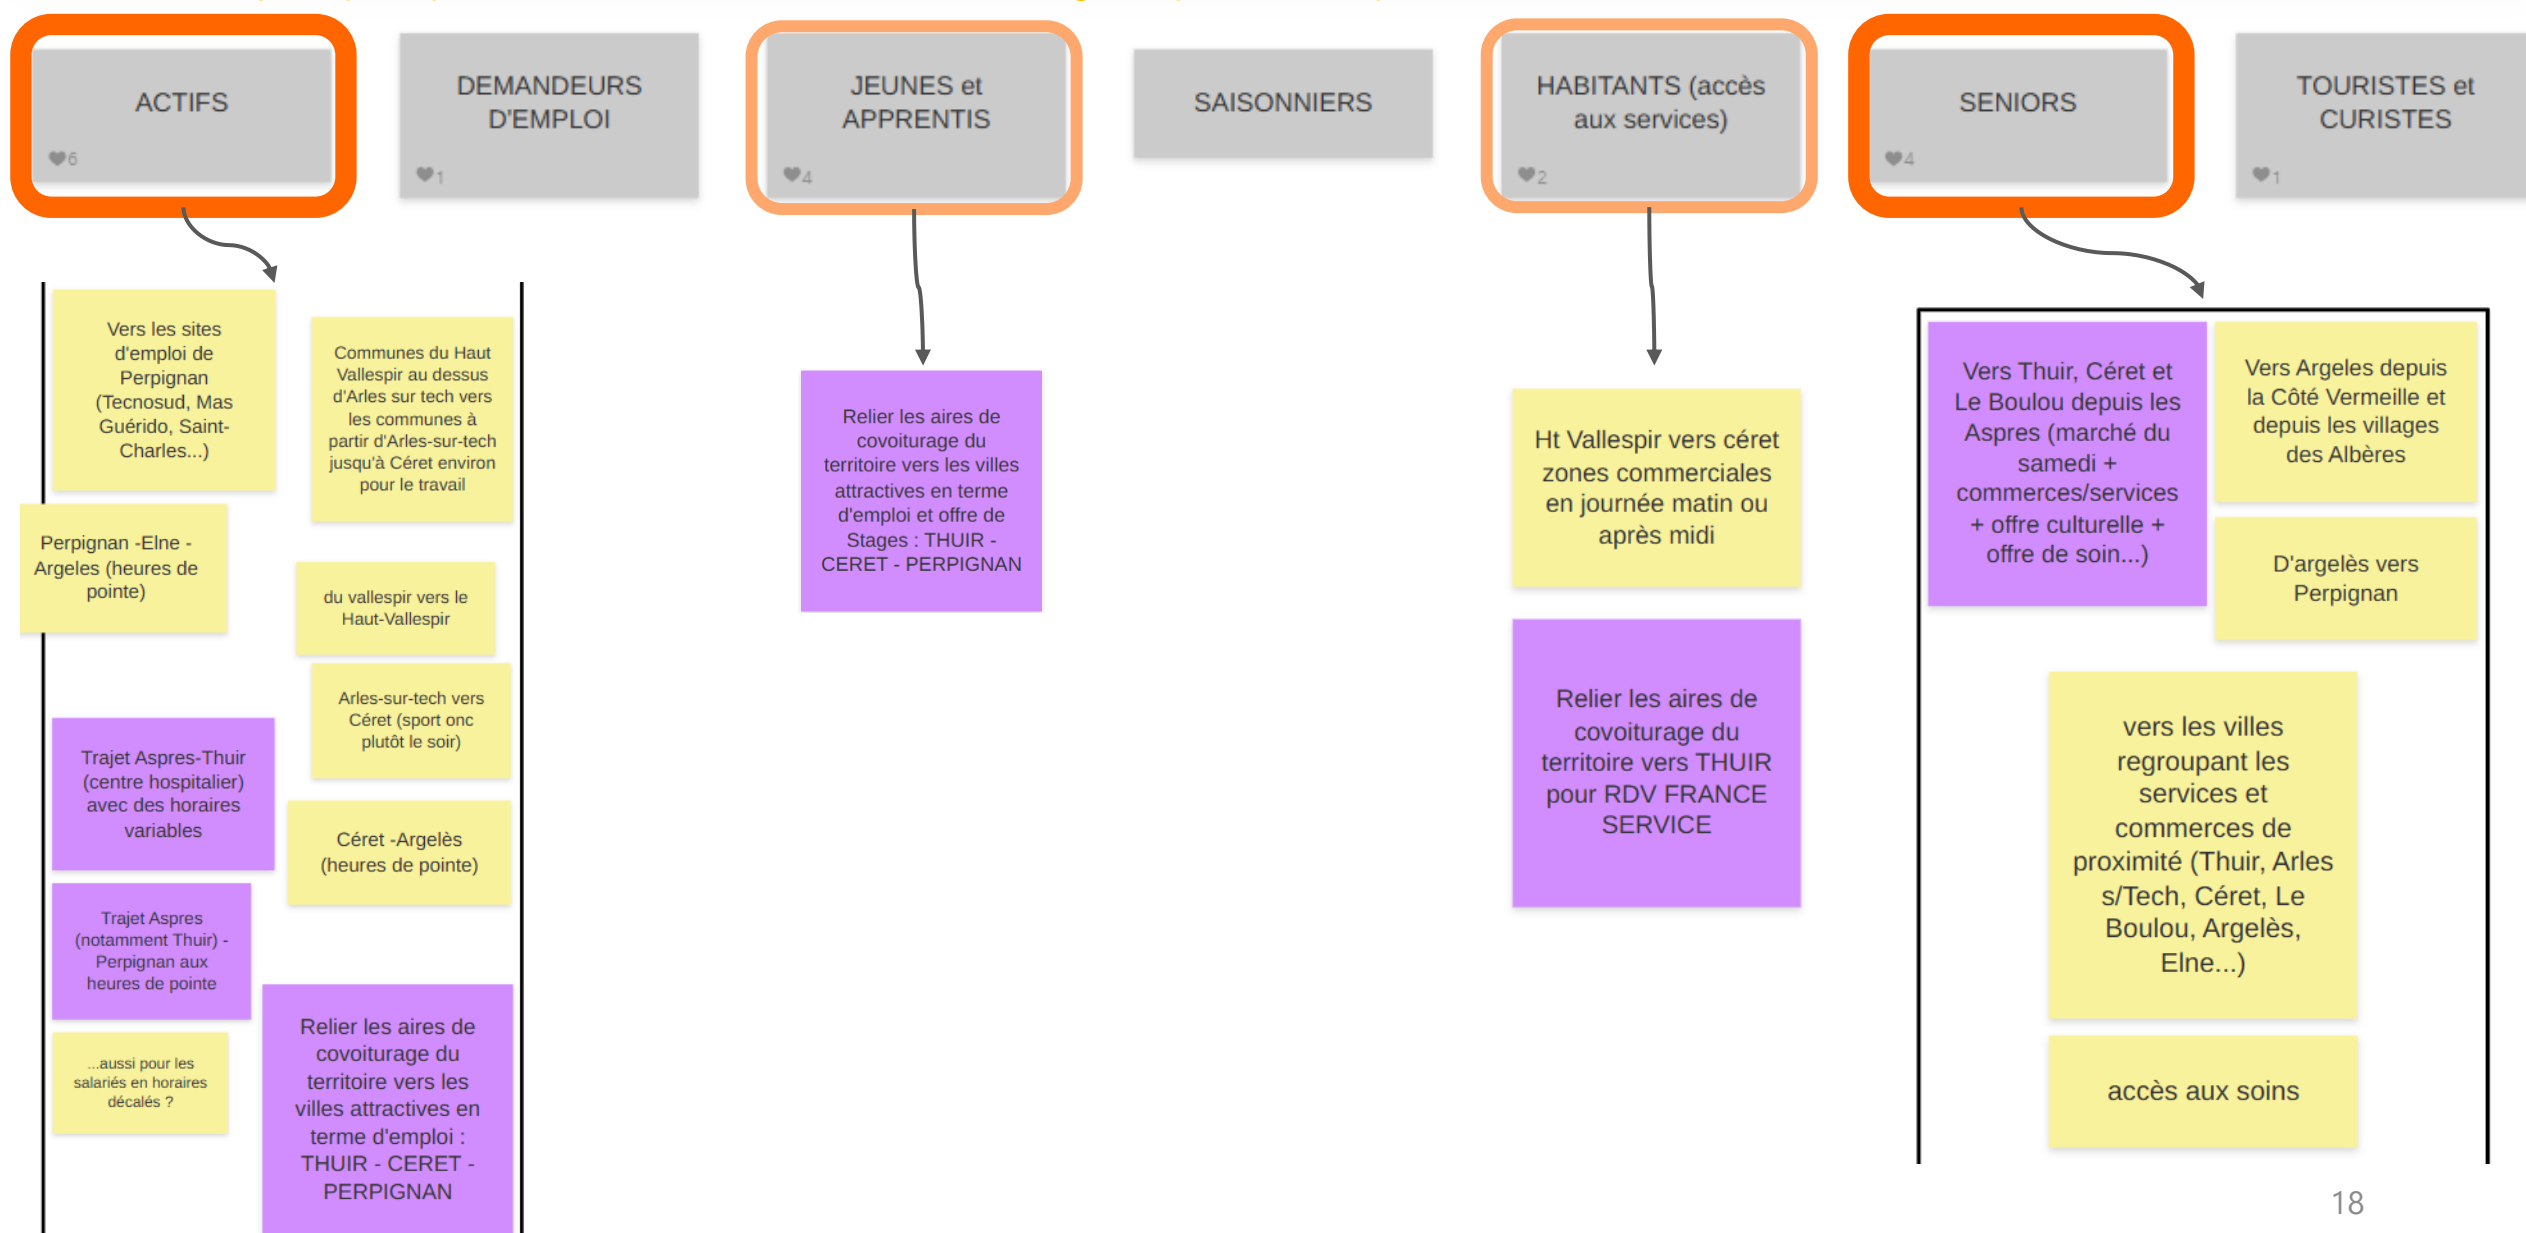 ACTIFS
6
DEMANDEURS
D'EMPLOI
1
JEUNES et
APPRENTIS
4
SAISONNIERS
HABITANTS (accès
aux services)
2
SENIORS
4
TOURISTES et
CURISTES
1
Vers les sites
d'emploi de
Perpignan
(Tecnosud, Mas
Guérido, Saint-
Charles...)
Communes du Haut
Vallespir au dessus
d'Arles sur tech vers
les communes à
partir d'Arles-sur-tech
jusqu'à Céret environ
pour le travail
Perpignan -Elne -
Argeles (heures de
pointe)
du vallespir vers le
Haut-Vallespir
Arles-sur-tech vers
Céret (sport onc
plutôt le soir)
Trajet Aspres-Thuir
(centre hospitalier)
avec des horaires
variables
Céret -Argelès
(heures de pointe)
Trajet Aspres
(notamment Thuir) -
Perpignan aux
heures de pointe
...aussi pour les
salariés en horaires
décalés ?
Relier les aires de
covoiturage du
territoire vers les
villes attractives en
terme d'emploi :
THUIR - CERET -
PERPIGNAN
Relier les aires de
covoiturage du
territoire vers les villes
attractives en terme
d'emploi et offre de
Stages : THUIR -
CERET - PERPIGNAN
Ht Vallespir vers céret
zones commerciales
en journée matin ou
après midi
Relier les aires de
covoiturage du
territoire vers THUIR
pour RDV FRANCE
SERVICE
Vers Thuir, Céret et
Le Boulou depuis les
Aspres (marché du
samedi +
commerces/services
+ offre culturelle +
offre de soin...)
Vers Argeles depuis
la Côté Vermeille et
depuis les villages
des Albères
D'argelès vers
Perpignan
vers les villes
regroupant les
services et
commerces de
proximité (Thuir, Arles
s/Tech, Céret, Le
Boulou, Argelès,
Elne...)
accès aux soins
18